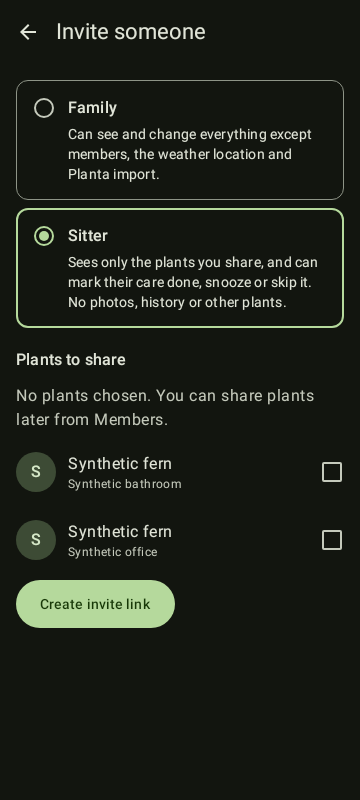 Invite someone
Family
Can see and change everything except
members, the weather location and
Planta import.
Sitter
Sees only the plants you share, and can
mark their care done, snooze or skip it.
No photos, history or other plants.
Plants to share
No plants chosen. You can share plants
later from Members.
S
Synthetic fern
Synthetic bathroom
S
Synthetic fern
Synthetic office
Create invite link